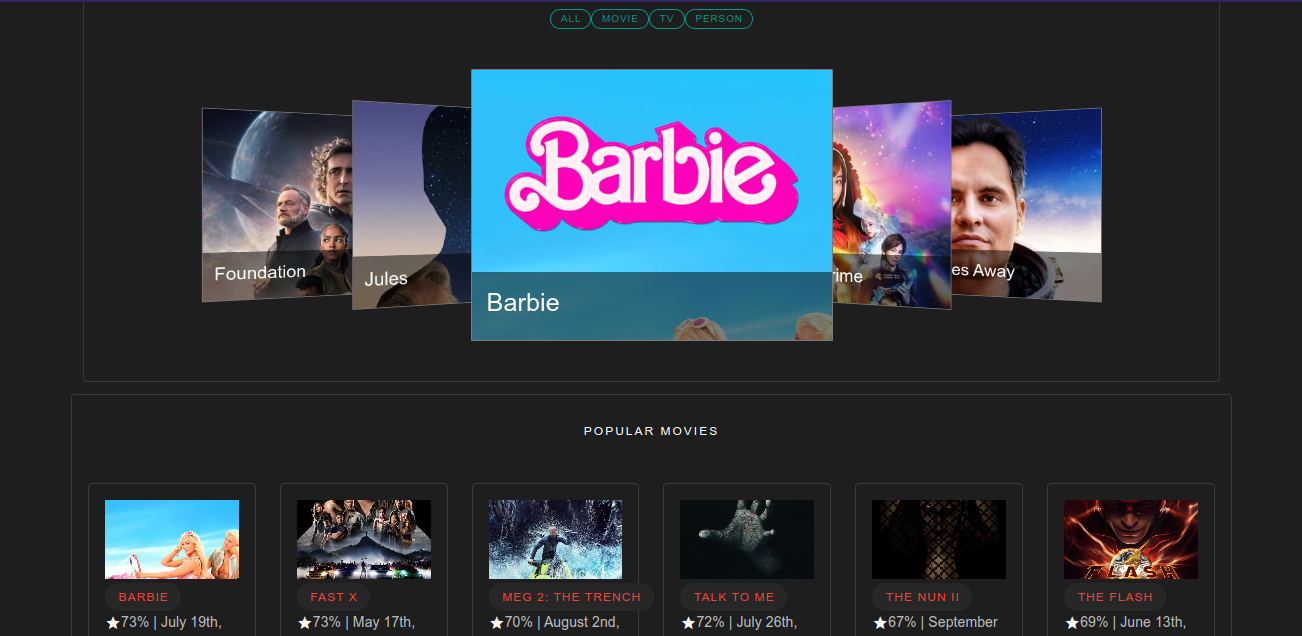 ALL MOVIE TV PERSON
Barbie
Foundation
Jules
Barbie
ime
es Away
POPULAR MOVIES
BARBIE
73% | July 19th,
FAST X
73% | May 17th,
MEG 2: THE TRENCH
70% | August 2nd,
TALK TO ME
72% | July 26th,
THE NUN II
67% | September
THE FLASH
69% | June 13th,